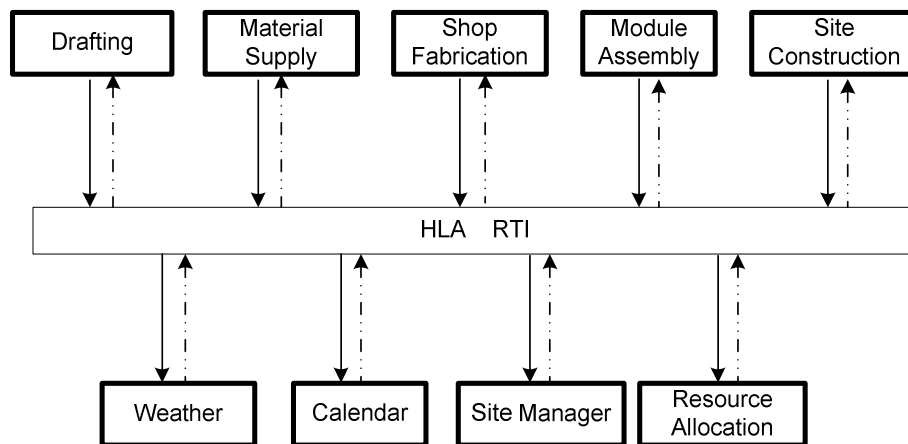 Drafting
Material
Supply
Shop
Fabrication
Module
Assembly
Site
Construction
HLA RTI
Weather
Calendar
Site Manager
Resource
Allocation